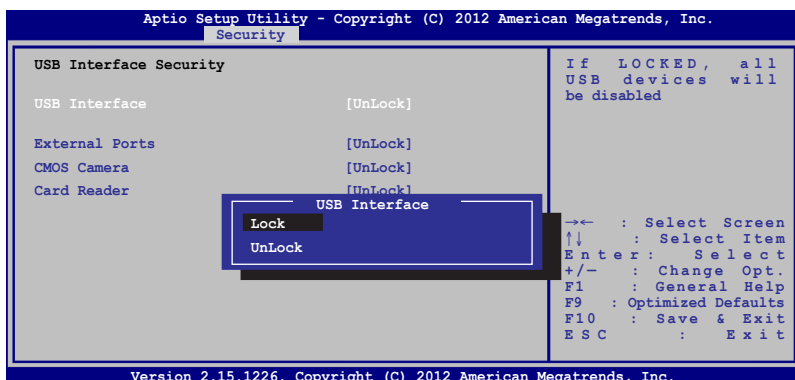 Aptio Setup Utility - Copyright (C) 2012 American Megatrends, Inc.
Security
USB Interface Security
USB Interface [UnLock]
External Ports [UnLock]
CMOS Camera [UnLock]
Card Reader [UnLock]
USB Interface
Lock
UnLock
If LOCKED, all
USB devices will
be disabled
→← : Select Screen
↑↓ : Select Item
Enter: Select
+/— : Change Opt.
F1 : General Help
F9 : Optimized Defaults
F10 : Save & Exit
ESC : Exit
Version 2.15.1226. Copyright (C) 2012 American Megatrends, Inc.